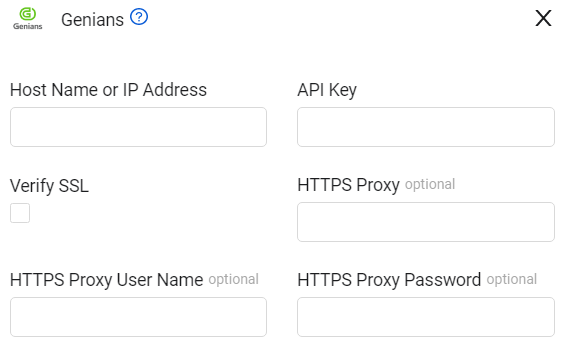 Genians
Genians
Host Name or IP Address
API Key
Verify SSL
HTTPS Proxy optional
HTTPS Proxy User Name optional
HTTPS Proxy Password optional